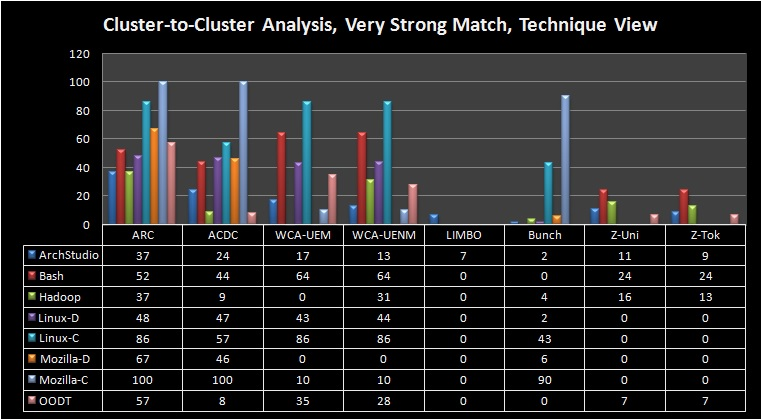 Cluster-to-Cluster Analysis, Very Strong Match, Technique View
120
100
80
60
40
20
0
ARC ACDC WCA-UEM WCA-UENM LIMBO Bunch Z-Uni Z-Tok
ArchStudio 37 24 17 13 7 2 11 9
Bash 52 44 64 64 0 0 24 24
Hadoop 37 9 0 31 0 4 16 13
Linux-D 48 47 43 44 0 2 0 0
Linux-C 86 57 86 86 0 43 0 0
Mozilla-D 67 46 0 0 0 6 0 0
Mozilla-C 100 100 10 10 0 90 0 0
OODT 57 8 35 28 0 0 7 7